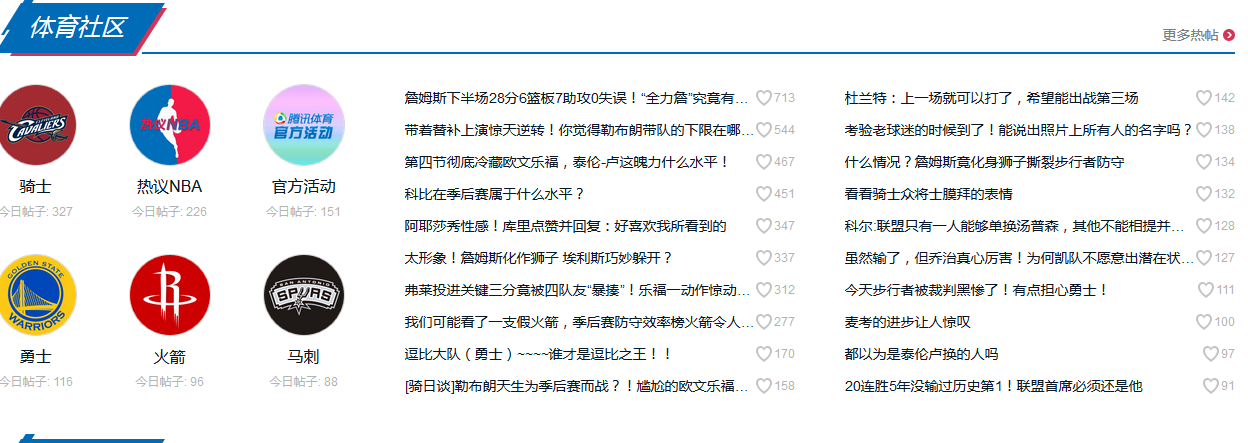 体育社区
更多热帖
CAVALIERS
热议NBA
腾讯体育
官方活动
骑士
热议NBA
官方活动
今日帖子: 327
今日帖子: 226
今日帖子: 151
GOLDEN STATE
WARRIORS
SAN ANTONIO
SPURS
勇士
火箭
马刺
今日帖子: 116
今日帖子: 96
今日帖子: 88
詹姆斯下半场28分6篮板7助攻0失误！“全力詹”究竟有… 713
带着替补上演惊天逆转！你觉得勒布朗带队的下限在哪… 544
第四节彻底冷藏欧文乐福，泰伦-卢这魄力什么水平！ 467
科比在季后赛属于什么水平？ 451
阿耶莎秀性感！库里点赞并回复：好喜欢我所看到的 347
太形象！詹姆斯化作狮子 埃利斯巧妙躲开？ 337
弗莱投进关键三分竟被四队友“暴揍”！乐福一动作惊动… 312
我们可能看了一支假火箭，季后赛防守效率榜火箭令人… 277
逗比大队（勇士）~~~~谁才是逗比之王！！ 170
[骑日谈]勒布朗天生为季后赛而战？！尴尬的欧文乐福… 158
杜兰特：上一场就可以打了，希望能出战第三场 142
考验老球迷的时候到了！能说出照片上所有人的名字吗？ 138
什么情况？詹姆斯竟化身狮子撕裂步行者防守 134
看看骑士众将士膜拜的表情 132
科尔:联盟只有一人能够单换汤普森，其他不能相提并… 128
虽然输了，但乔治真心厉害！为何凯队不愿意出潜在状… 127
今天步行者被裁判黑惨了！有点担心勇士！ 111
麦考的进步让人惊叹 100
都以为是泰伦卢换的人吗 97
20连胜5年没输过历史第1！联盟首席必须还是他 91